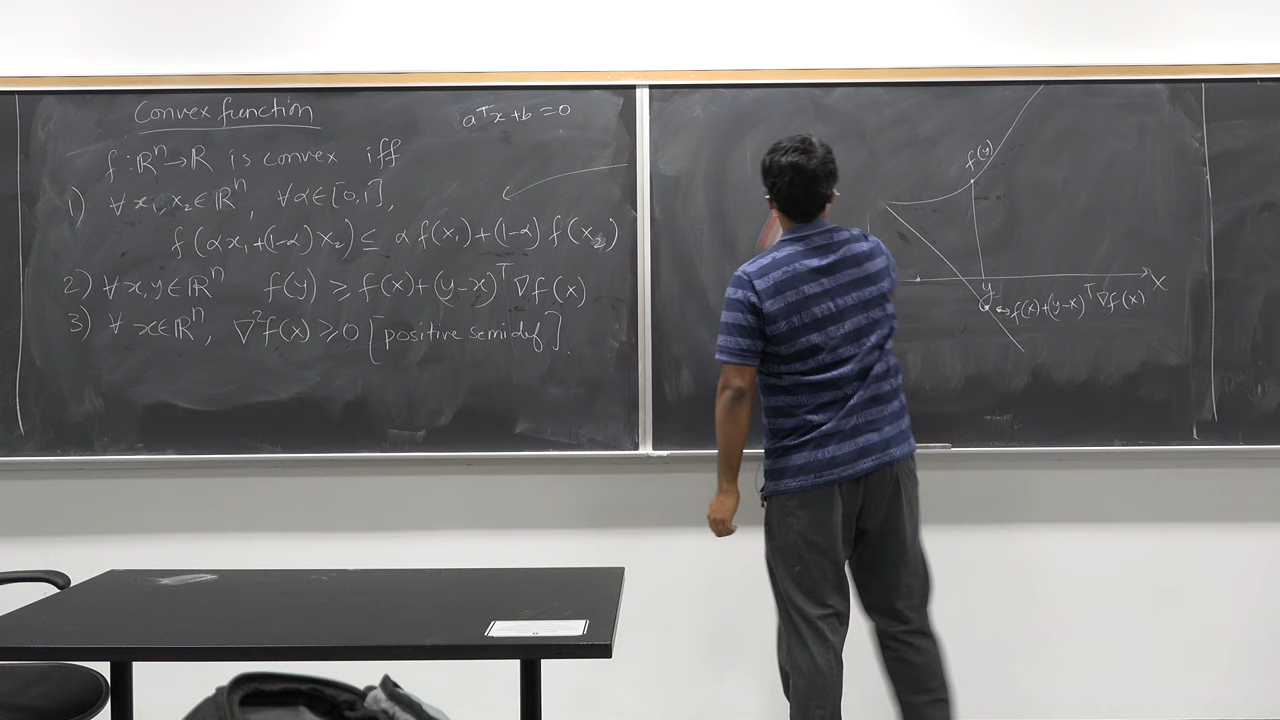 Convex function
aᵀx+b=0
f:ℝⁿ→ℝ is convex iff
1) ∀x₁,x₂∈ℝⁿ, ∀α∈[0,1],
f(αx₁+(1-α)x₂)≤αf(x₁)+(1-α)f(x₂)
2) ∀x,y∈ℝⁿ f(y)≥f(x)+(y-x)ᵀ∇f(x)
3) ∀x∈ℝⁿ, ∇²f(x)≥0 [positive semidef].
f(y)
X
y
f(x)+(y-x)ᵀ∇f(x)